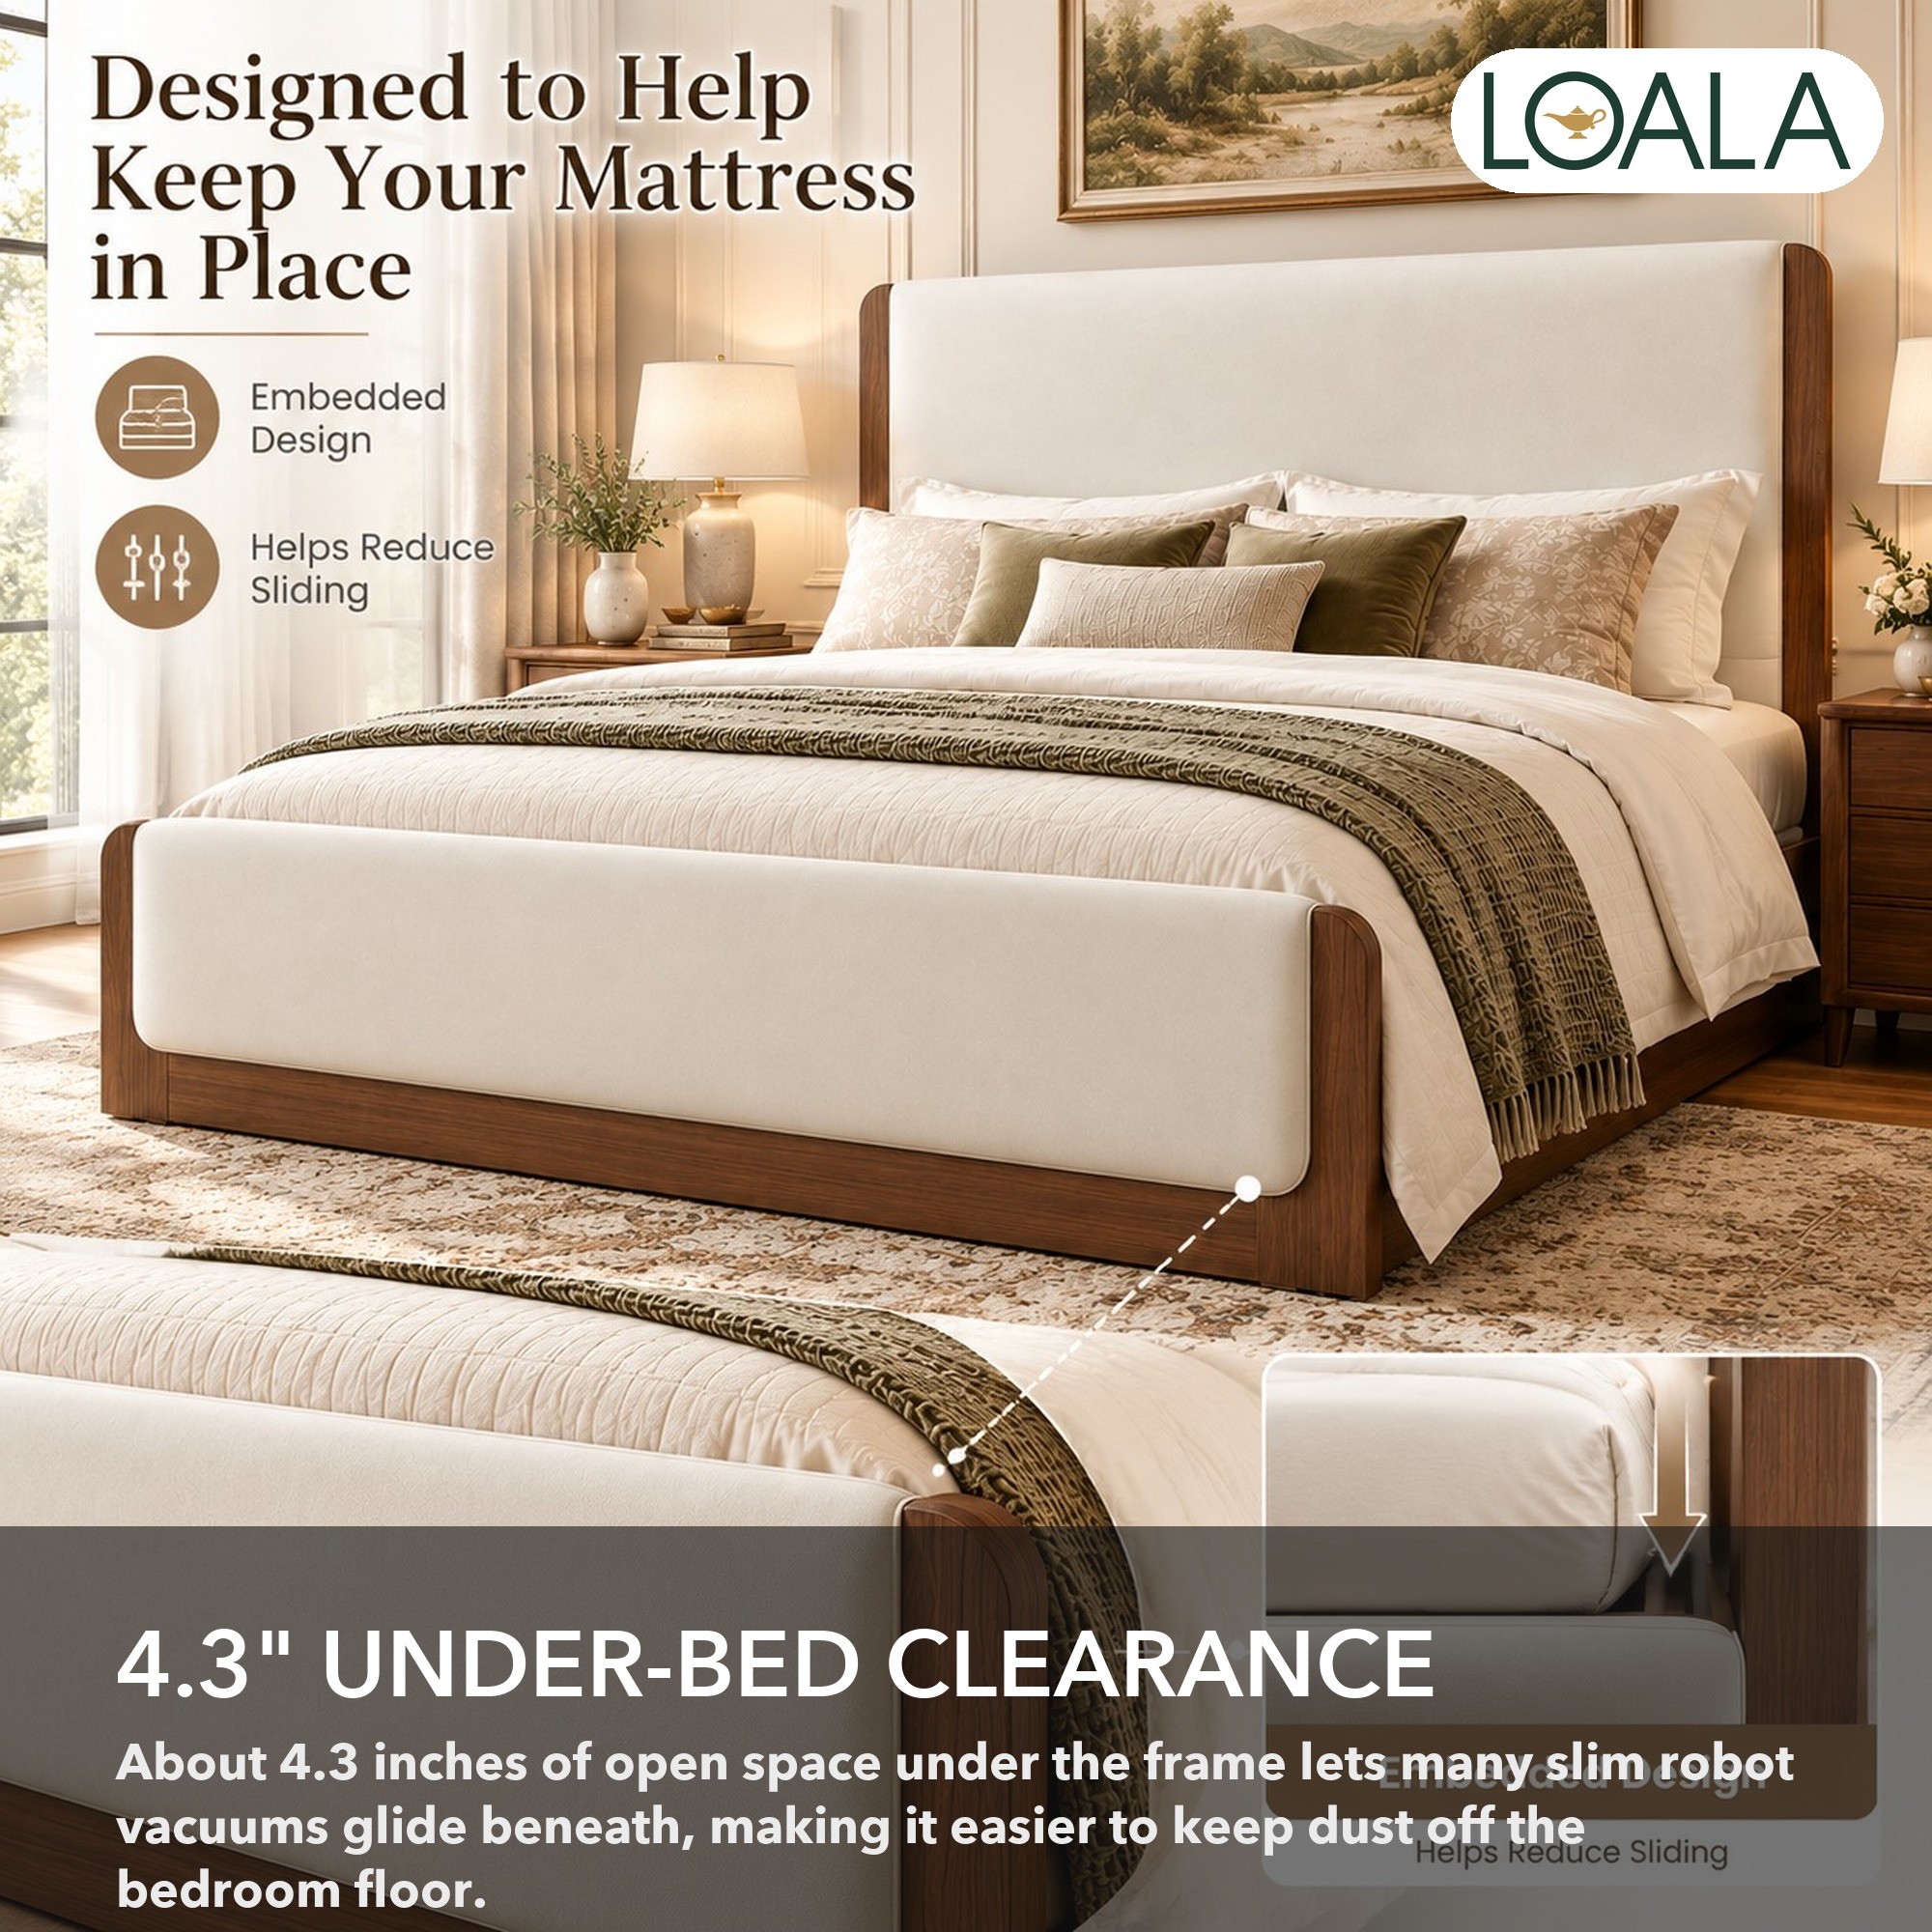 Designed to Help
Keep Your Mattress
in Place
LOALA
Embedded
Design
Helps Reduce
Sliding
4.3" UNDER-BED CLEARANCE
About 4.3 inches of open space under the frame lets many slim robot
vacuums glide beneath, making it easier to keep dust off the
bedroom floor.
Embedded Design
Helps Reduce Sliding